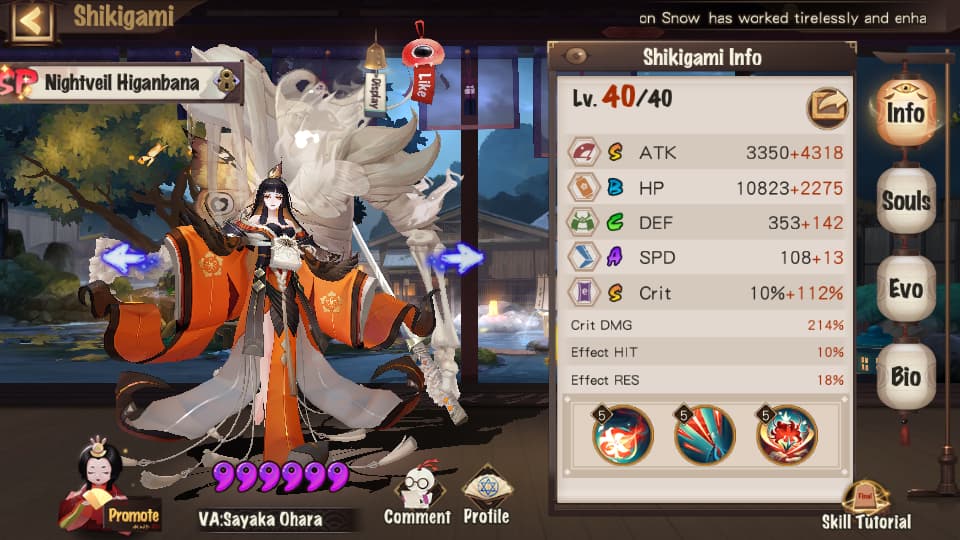 Shikigami
on Snow has worked tirelessly and enha
SP Nightveil Higanbana
Display
Like
Shikigami Info
Lv. 40/40
S ATK 3350+4318
B HP 10823+2275
C DEF 353+142
A SPD 108+13
S Crit 10%+112%
Crit DMG 214%
Effect HIT 10%
Effect RES 18%
5 5 5
Info
Souls
Evo
Bio
999999
Promote
VA:Sayaka Ohara
Comment
Profile
Final
Skill Tutorial